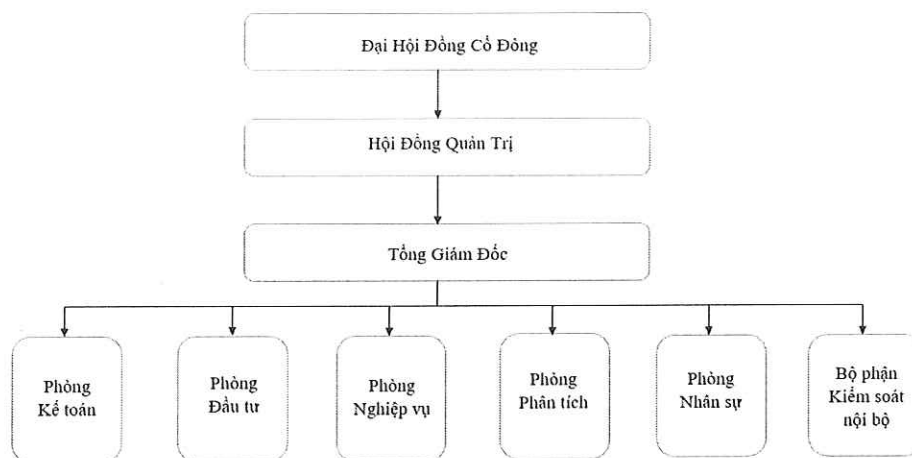 Đại Hội Đồng Cổ Đông
Hội Đồng Quản Trị
Tổng Giám Đốc
Phòng
Kế toán
Phòng
Đầu tư
Phòng
Nghiệp vụ
Phòng
Phân tích
Phòng
Nhân sự
Bộ phận
Kiểm soát
nội bộ